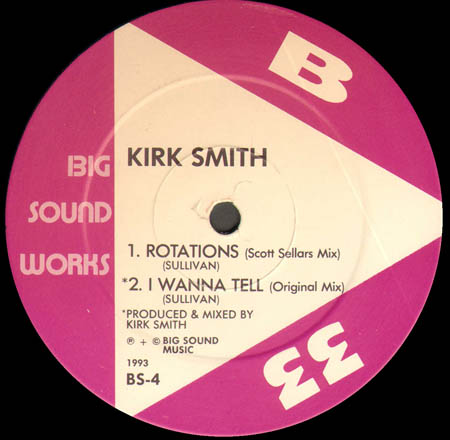 B
BIG
SOUND
WORKS
KIRK SMITH
1. ROTATIONS (Scott Sellars Mix)
(SULLIVAN)
*2. I WANNA TELL (Original Mix)
(SULLIVAN)
*PRODUCED & MIXED BY
KIRK SMITH
℗ + © BIG SOUND
MUSIC
1993
BS-4
33